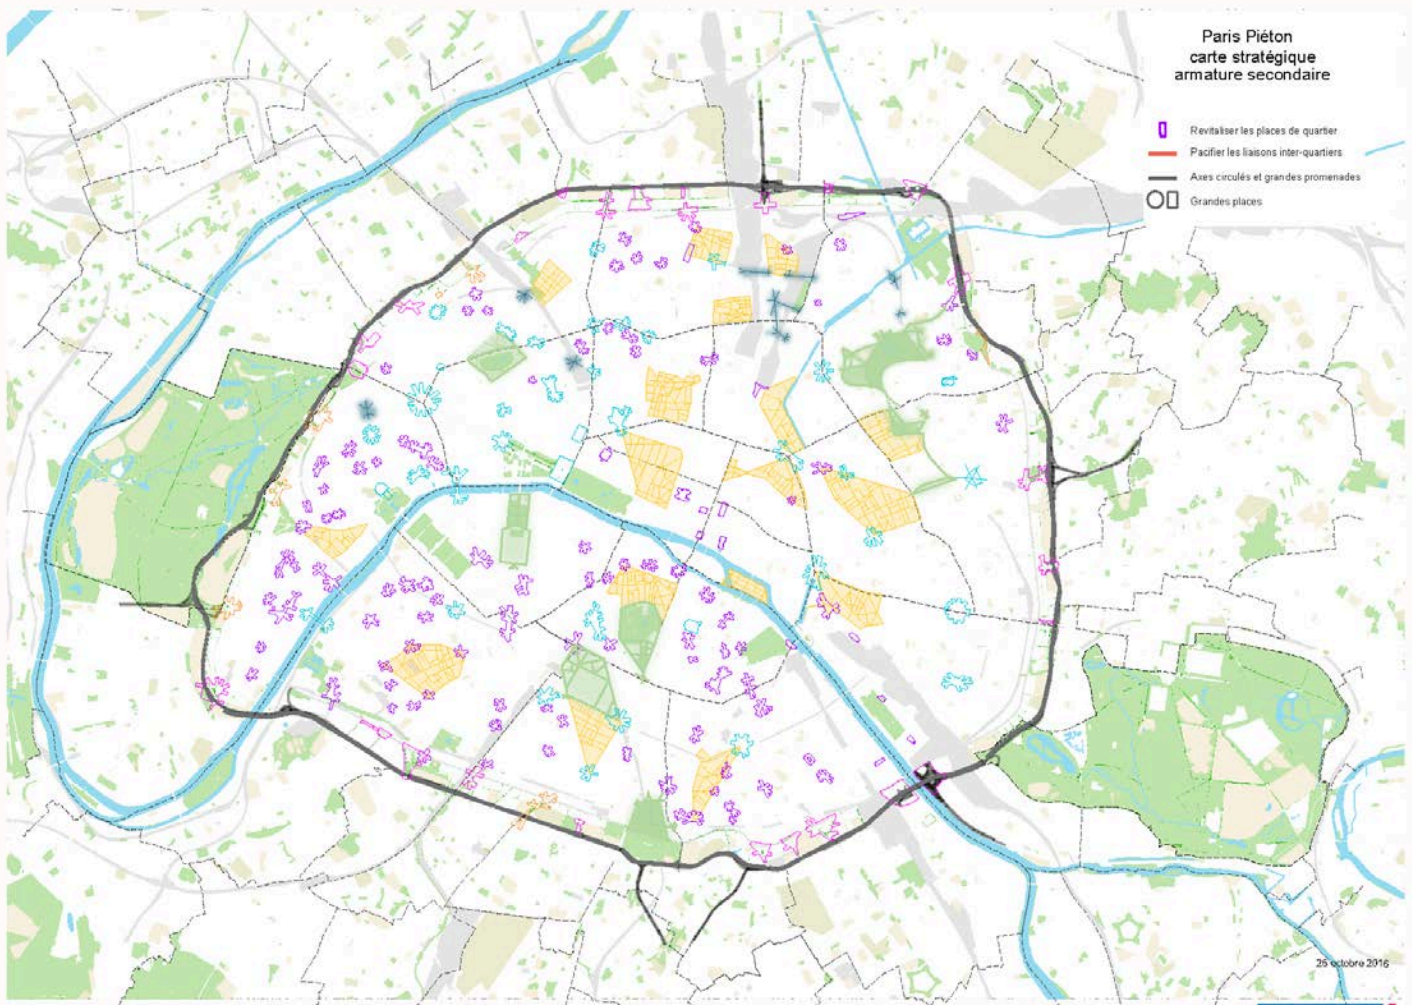 Paris Piéton
carte stratégique
armature secondaire
Revitaliser les places de quartier
Pacifier les liaisons inter-quartiers
Axes circulés et grandes promenades
Grandes places
25 octobre 2016